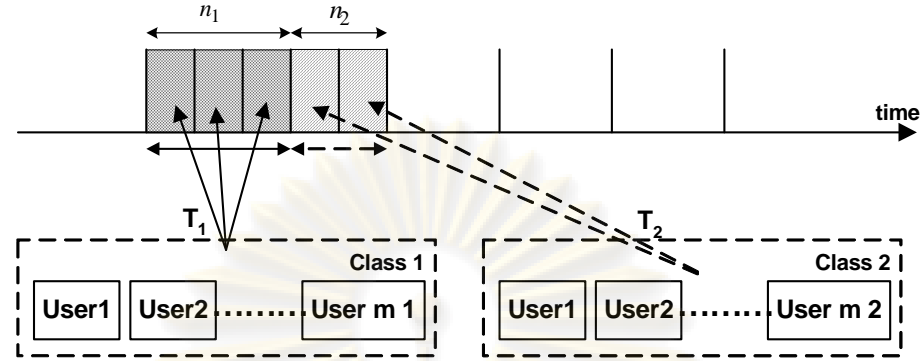 n1 n2
time
T1 T2
Class 1 Class 2
User1 User2 ........ User m 1 User1 User2 ........ User m 2